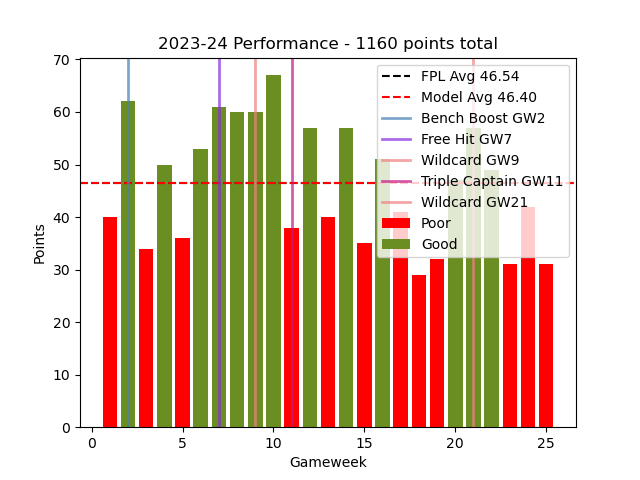 2023-24 Performance - 1160 points total
FPL Avg 46.54
Model Avg 46.40
Bench Boost GW2
Free Hit GW7
Wildcard GW9
Triple Captain GW11
Wildcard GW21
Poor
Good
70
60
50
40
30
20
10
0
Points
0 5 10 15 20 25
Gameweek